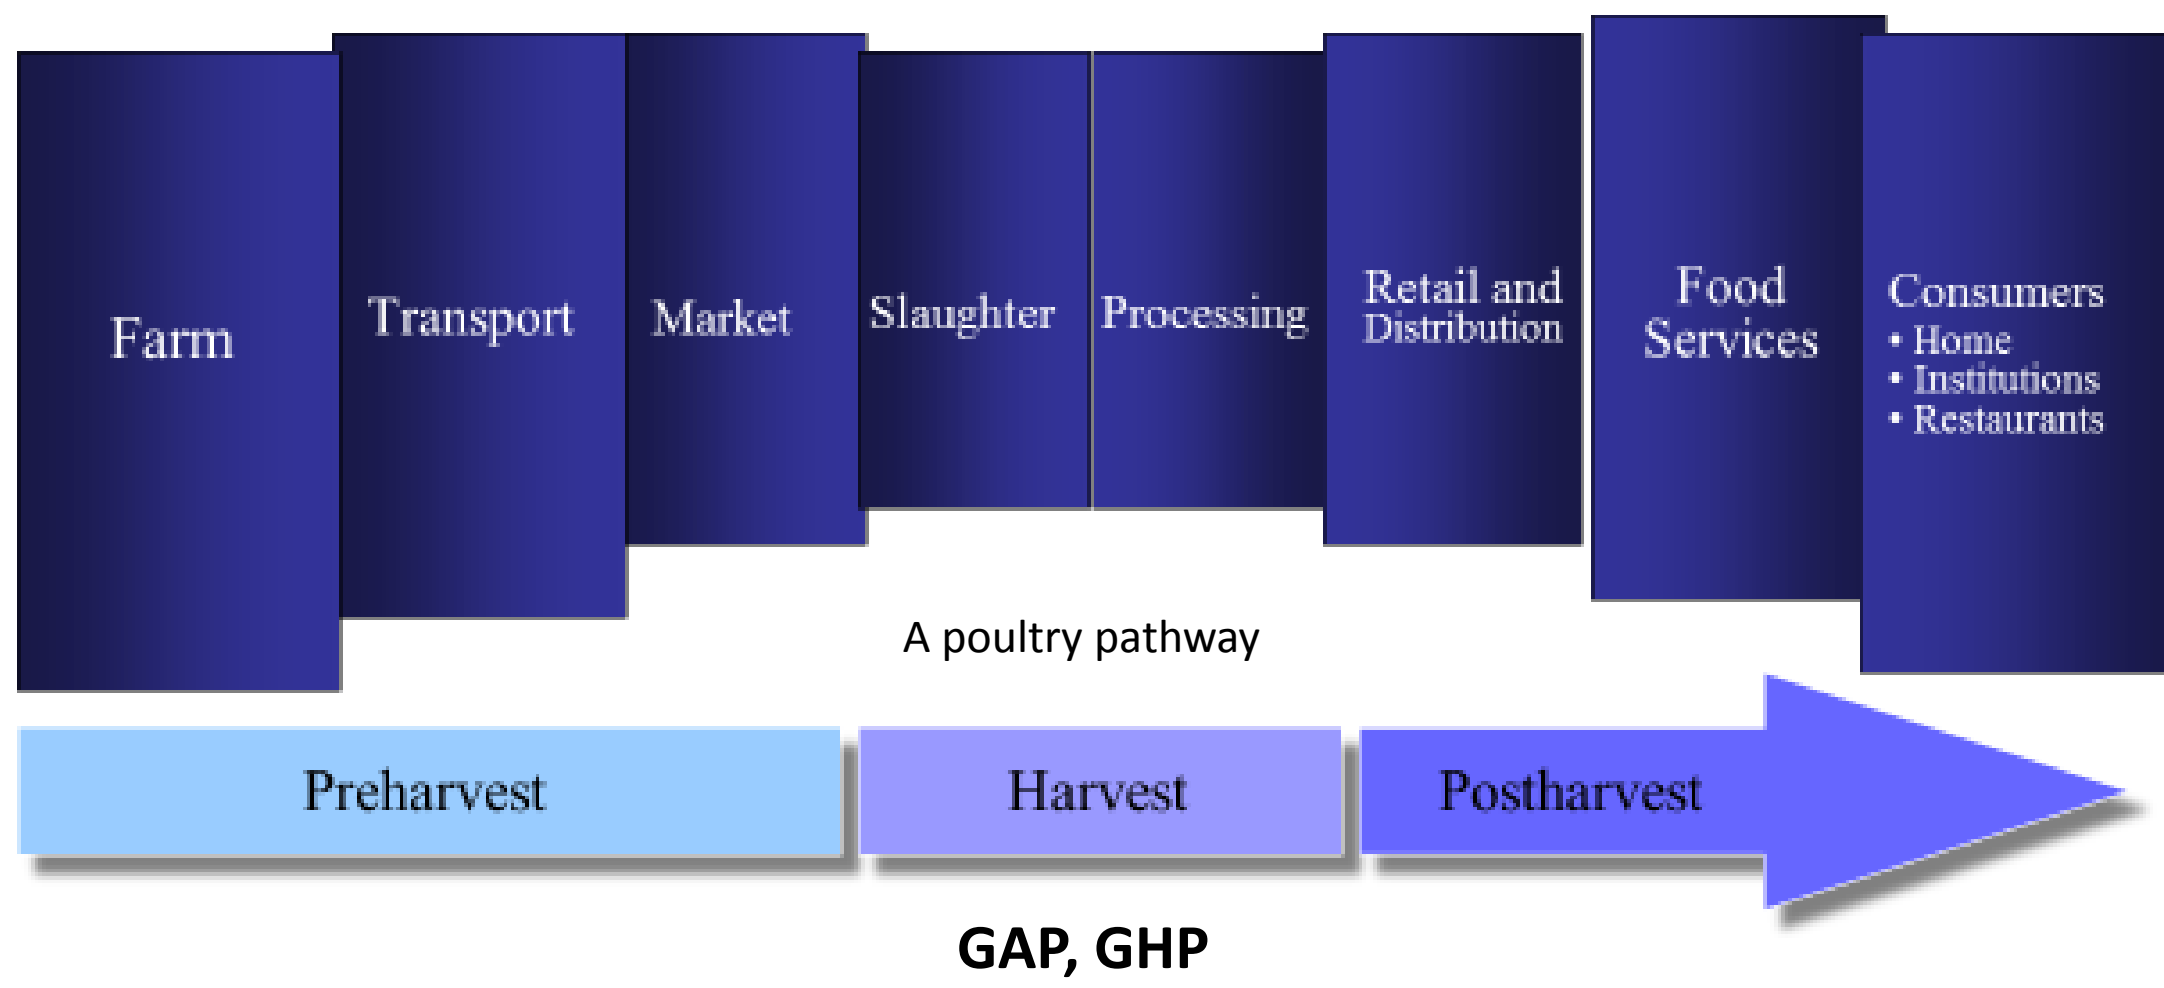 Farm
Transport
Market
Slaughter
Processing
Retail and
Distribution
Food
Services
Consumers
• Home
• Institutions
• Restaurants
A poultry pathway
Preharvest
Harvest
Postharvest
GAP, GHP